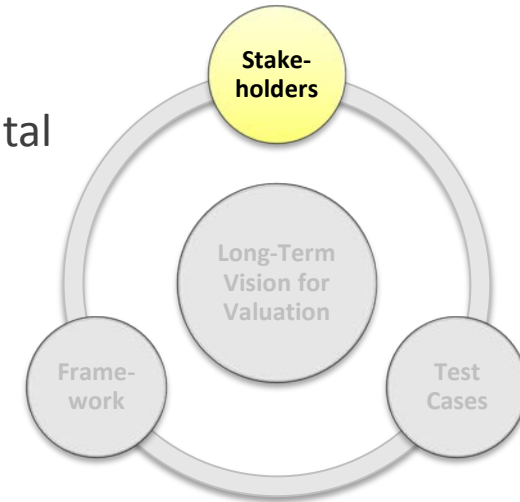 Stake-
holders
tal
Long-Term
Vision for
Valuation
Frame-
work
Test
Cases